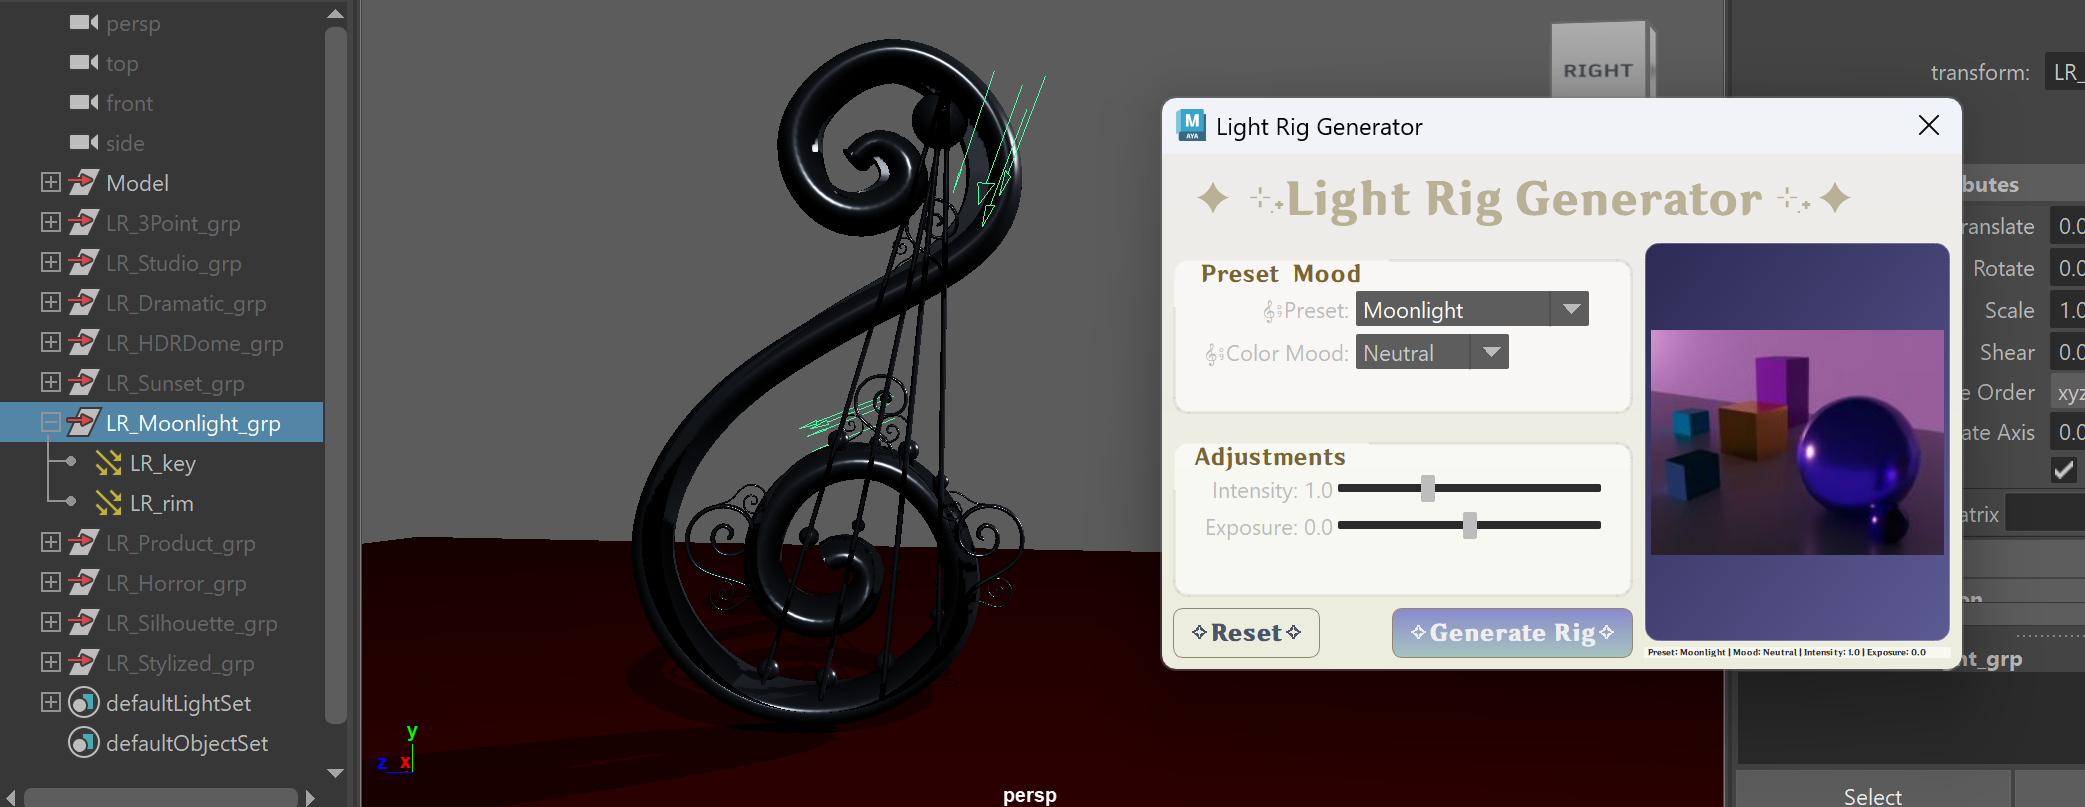 persp
top
front
side
Model
LR_3Point_grp
LR_Studio_grp
LR_Dramatic_grp
LR_HDRDome_grp
LR_Sunset_grp
LR_Moonlight_grp
LR_key
LR_rim
LR_Product_grp
LR_Horror_grp
LR_Silhouette_grp
LR_Stylized_grp
defaultLightSet
defaultObjectSet
y
z x
persp
RIGHT
M
AYA
Light Rig Generator
Light Rig Generator
Preset Mood
Preset: Moonlight
Color Mood: Neutral
Adjustments
Intensity: 1.0
Exposure: 0.0
Reset
Generate Rig
Preset: Moonlight | Mood: Neutral | Intensity: 1.0 | Exposure: 0.0
transform: LR_
butes
ranslate 0.0
Rotate 0.0
Scale 1.0
Shear 0.0
e Order xyz
ate Axis 0.0
atrix
ht_grp
Select